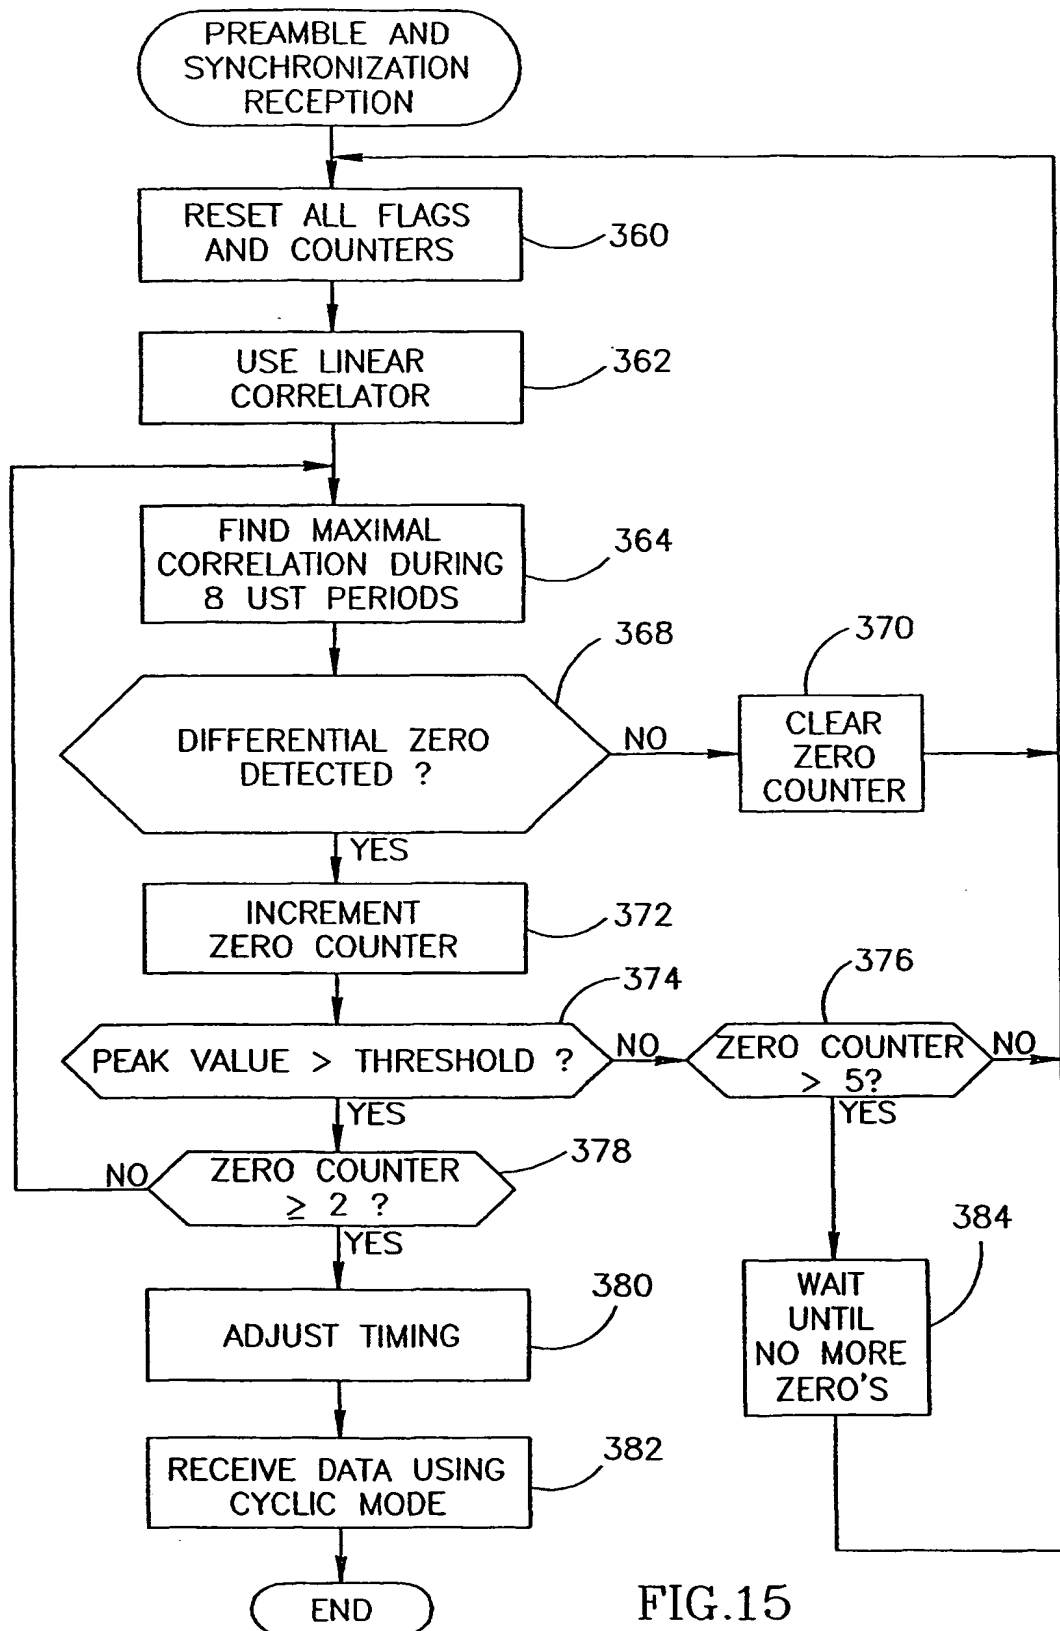 PREAMBLE AND
SYNCHRONIZATION
RECEPTION
RESET ALL FLAGS
AND COUNTERS
360
USE LINEAR
CORRELATOR
362
FIND MAXIMAL
CORRELATION DURING
8 UST PERIODS
364
368
DIFFERENTIAL ZERO
DETECTED ?
NO
370
CLEAR
ZERO
COUNTER
YES
INCREMENT
ZERO COUNTER
372
374
PEAK VALUE > THRESHOLD ?
NO
376
ZERO COUNTER
> 5?
NO
YES
YES
378
NO
ZERO COUNTER
≥ 2 ?
YES
384
WAIT
UNTIL
NO MORE
ZERO'S
380
ADJUST TIMING
382
RECEIVE DATA USING
CYCLIC MODE
END
FIG.15